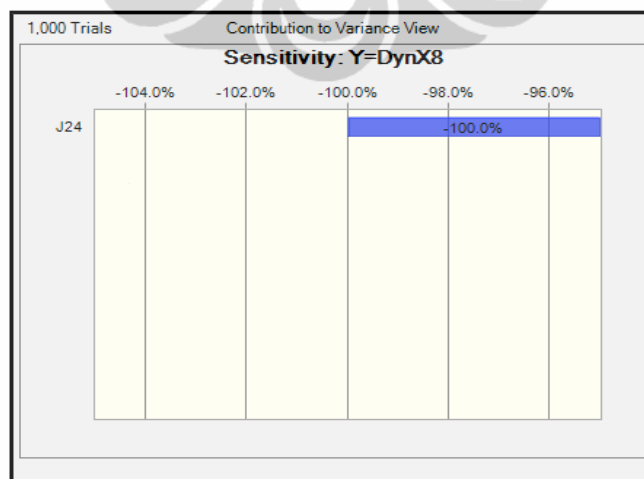 1,000 Trials Contribution to Variance View
Sensitivity: Y=DynX8
-104.0% -102.0% -100.0% -98.0% -96.0%
J24 -100.0%